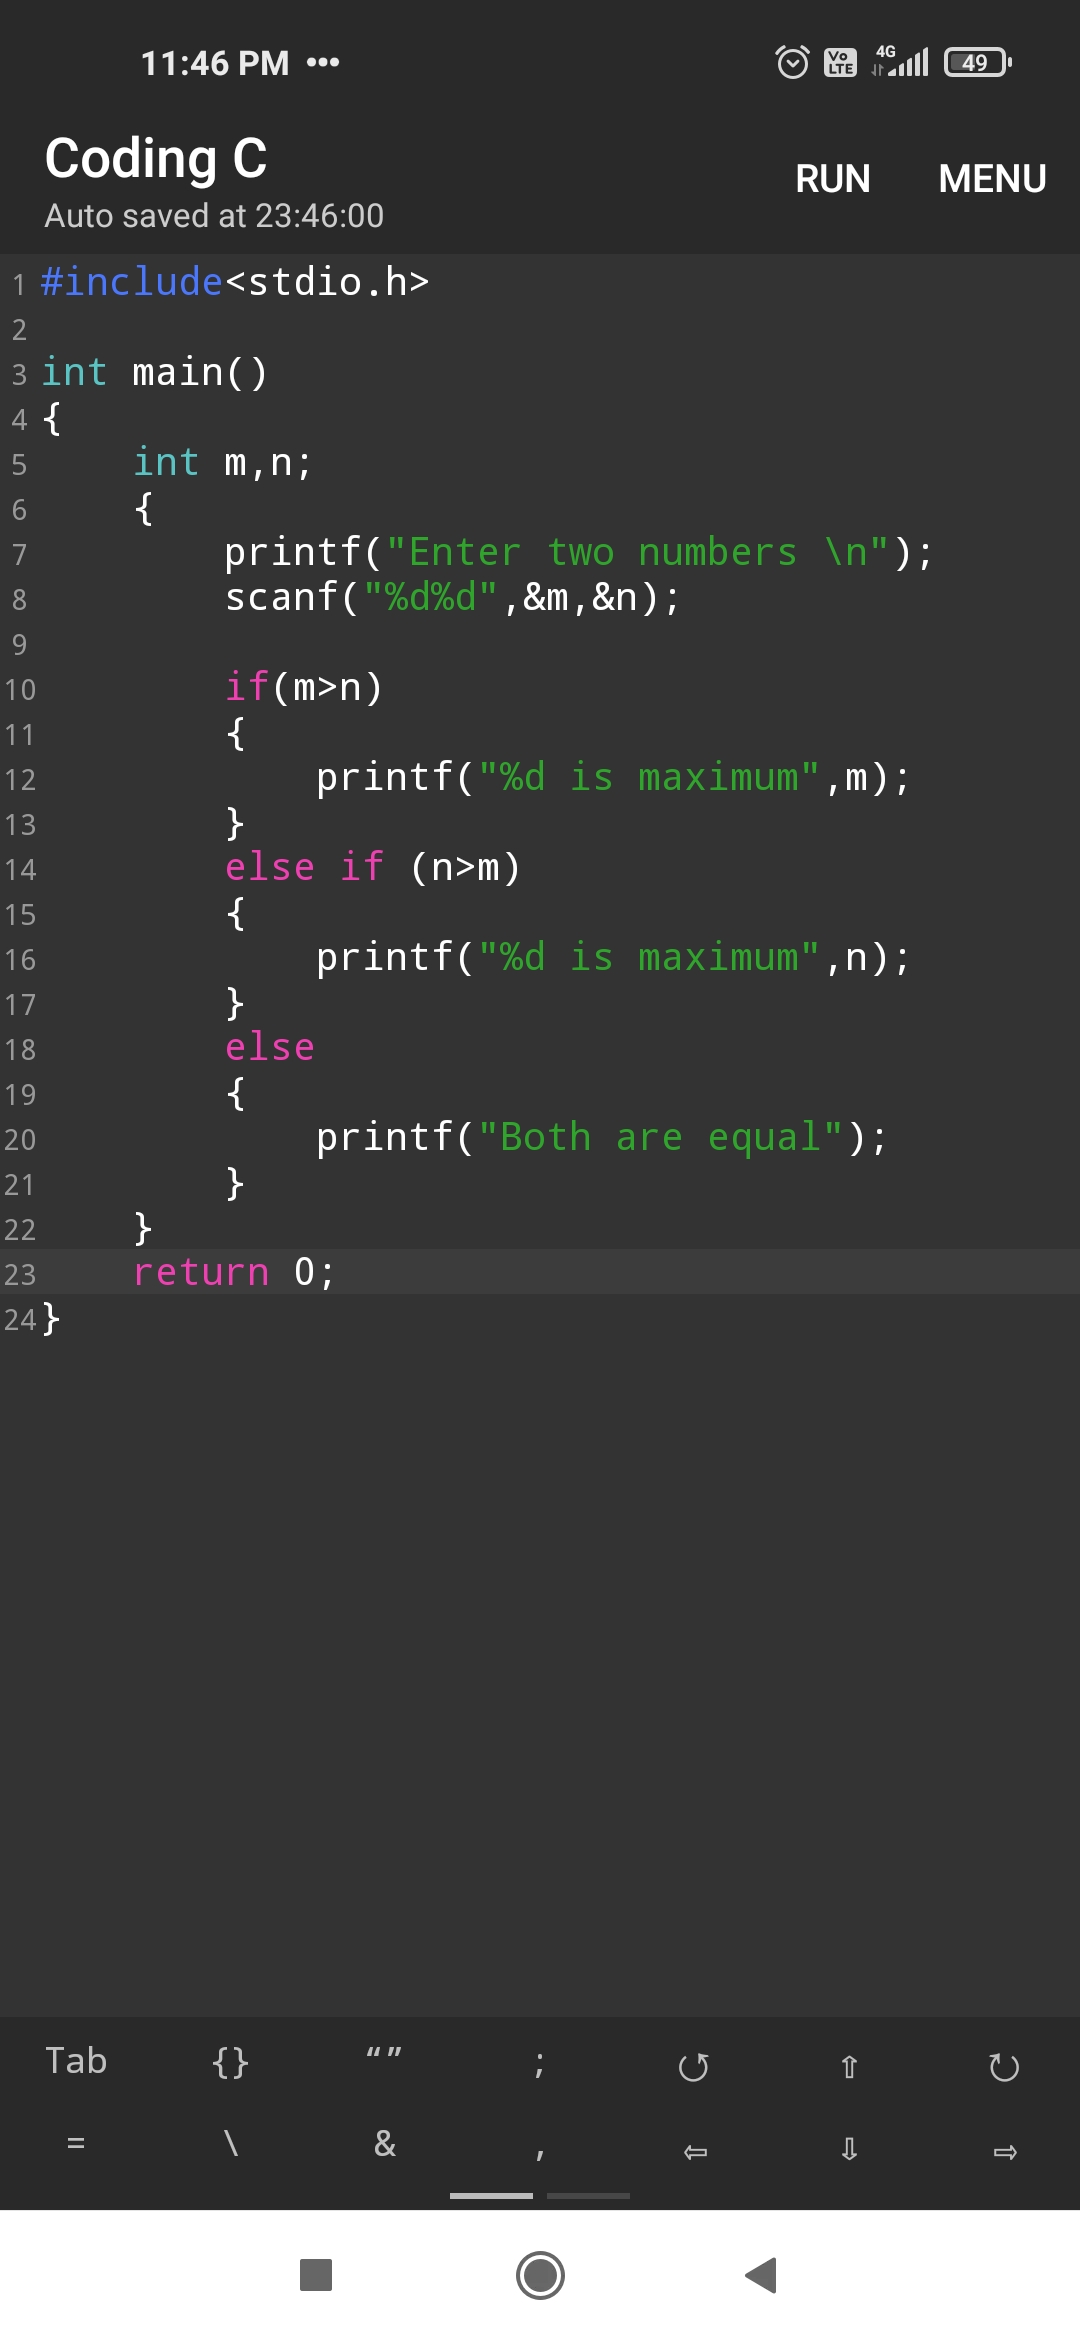 11:46 PM •••
Vo LTE 4G 49
Coding C
RUN MENU
Auto saved at 23:46:00
1 #include<stdio.h>
2
3 int main()
4 {
5     int m,n;
6     {
7         printf("Enter two numbers \n");
8         scanf("%d%d",&m,&n);
9
10         if(m>n)
11         {
12             printf("%d is maximum",m);
13         }
14         else if (n>m)
15         {
16             printf("%d is maximum",n);
17         }
18         else
19         {
20             printf("Both are equal");
21         }
22     }
23     return 0;
24 }
Tab {} “” ; ⭯ ⇧ ⭮
= \ & , ⇦ ⇩ ⇨